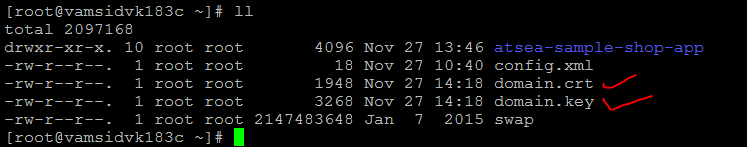 [root@vamsidvk183c ~]# ll
total 2097168
drwxr-xr-x. 10 root root       4096 Nov 27 13:46 atsea-sample-shop-app
-rw-r--r--.  1 root root         18 Nov 27 10:40 config.xml
-rw-r--r--.  1 root root       1948 Nov 27 14:18 domain.crt
-rw-r--r--.  1 root root       3268 Nov 27 14:18 domain.key
-rw-r--r--.  1 root root 2147483648 Jan  7  2015 swap
[root@vamsidvk183c ~]#